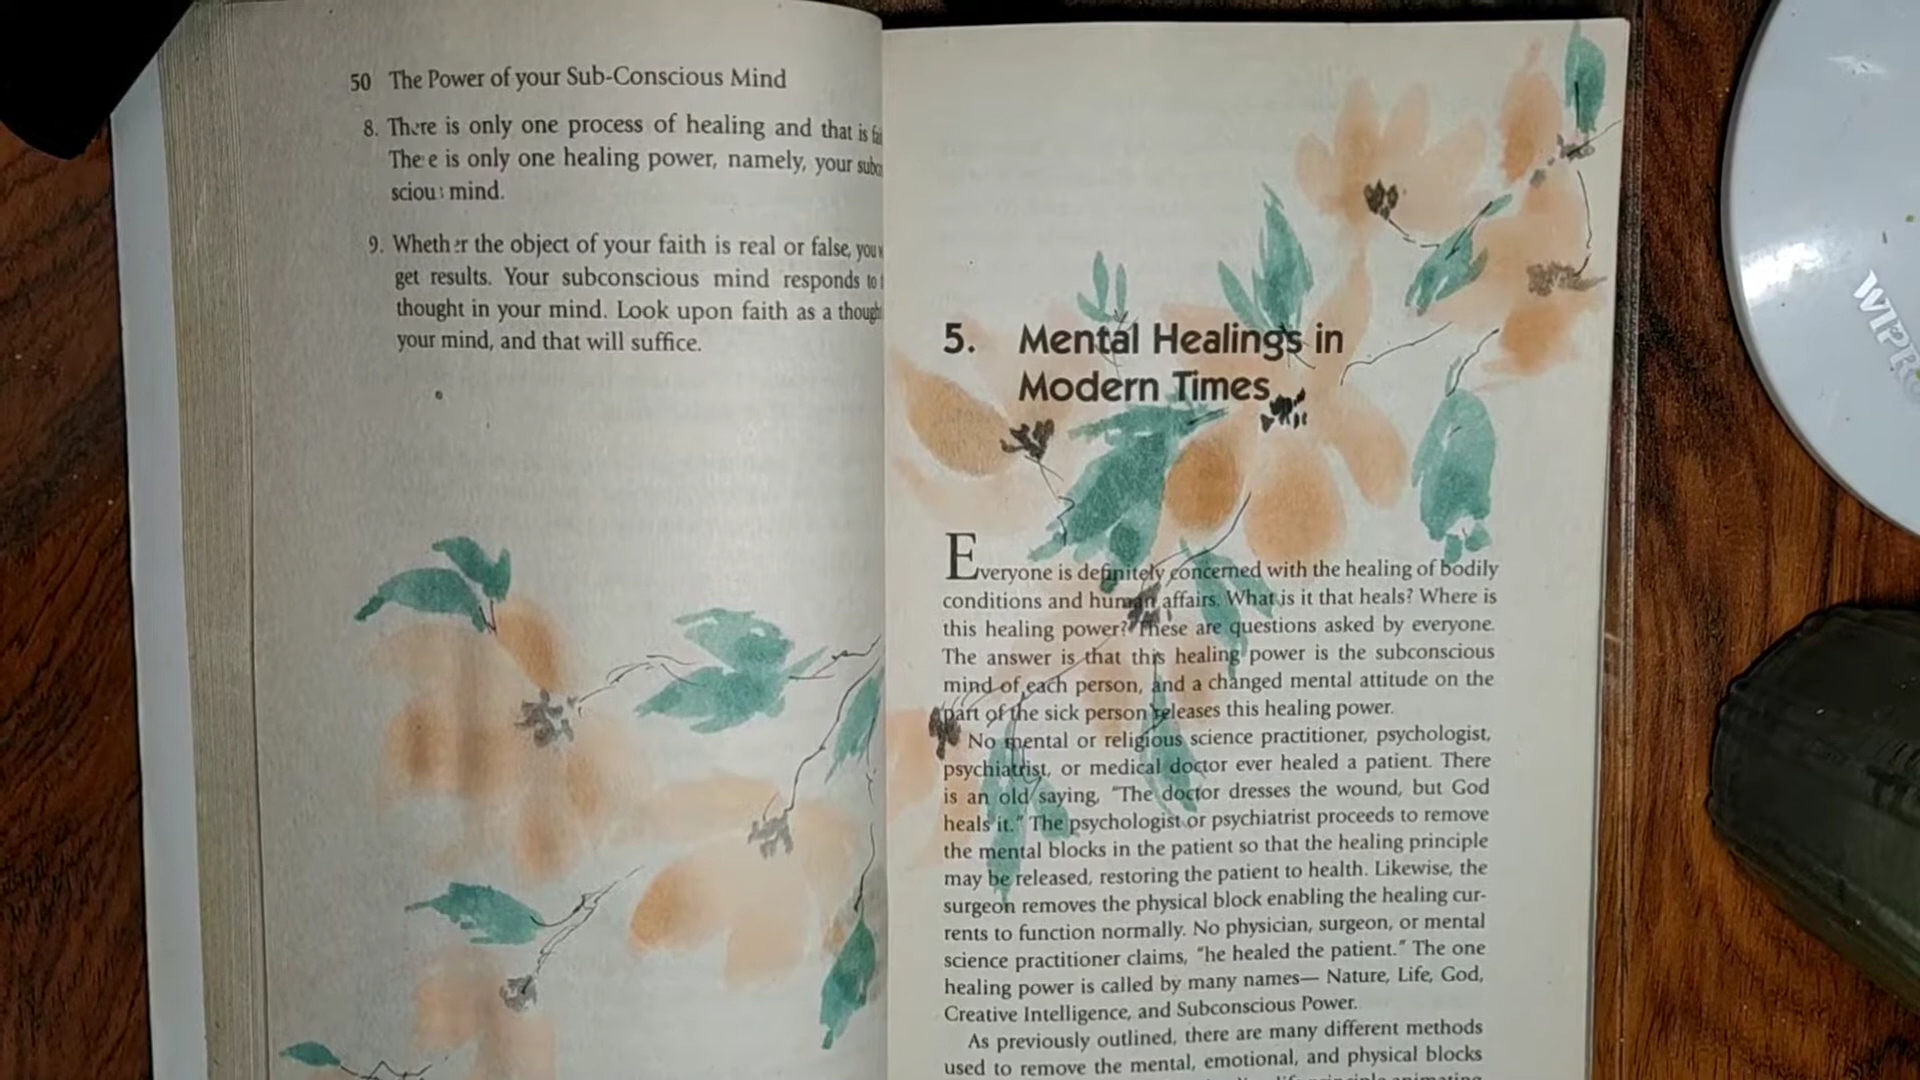 50 The Power of your Sub-Conscious Mind
8. There is only one process of healing and that is
There is only one healing power, namely, your
scious mind.
9. Whether the object of your faith is real or false, you
get results. Your subconscious mind responds to
thought in your mind. Look upon faith as a
your mind, and that will suffice.
5. Mental Healings in
Modern Times
Everyone is definitely concerned with the healing of bodily
conditions and human affairs. What is it that heals? Where is
this healing power? These are questions asked by everyone.
The answer is that this healing power is the subconscious
mind of each person, and a changed mental attitude on the
part of the sick person releases this healing power.
No mental or religious science practitioner, psychologist,
psychiatrist, or medical doctor ever healed a patient. There
is an old saying, "The doctor dresses the wound, but God
heals it." The psychologist or psychiatrist proceeds to remove
the mental blocks in the patient so that the healing principle
may be released, restoring the patient to health. Likewise, the
surgeon removes the physical block enabling the healing cur-
rents to function normally. No physician, surgeon, or mental
science practitioner claims, "he healed the patient." The one
healing power is called by many names— Nature, Life, God,
Creative Intelligence, and Subconscious Power.
As previously outlined, there are many different methods
used to remove the mental, emotional, and physical blocks
WIPRO